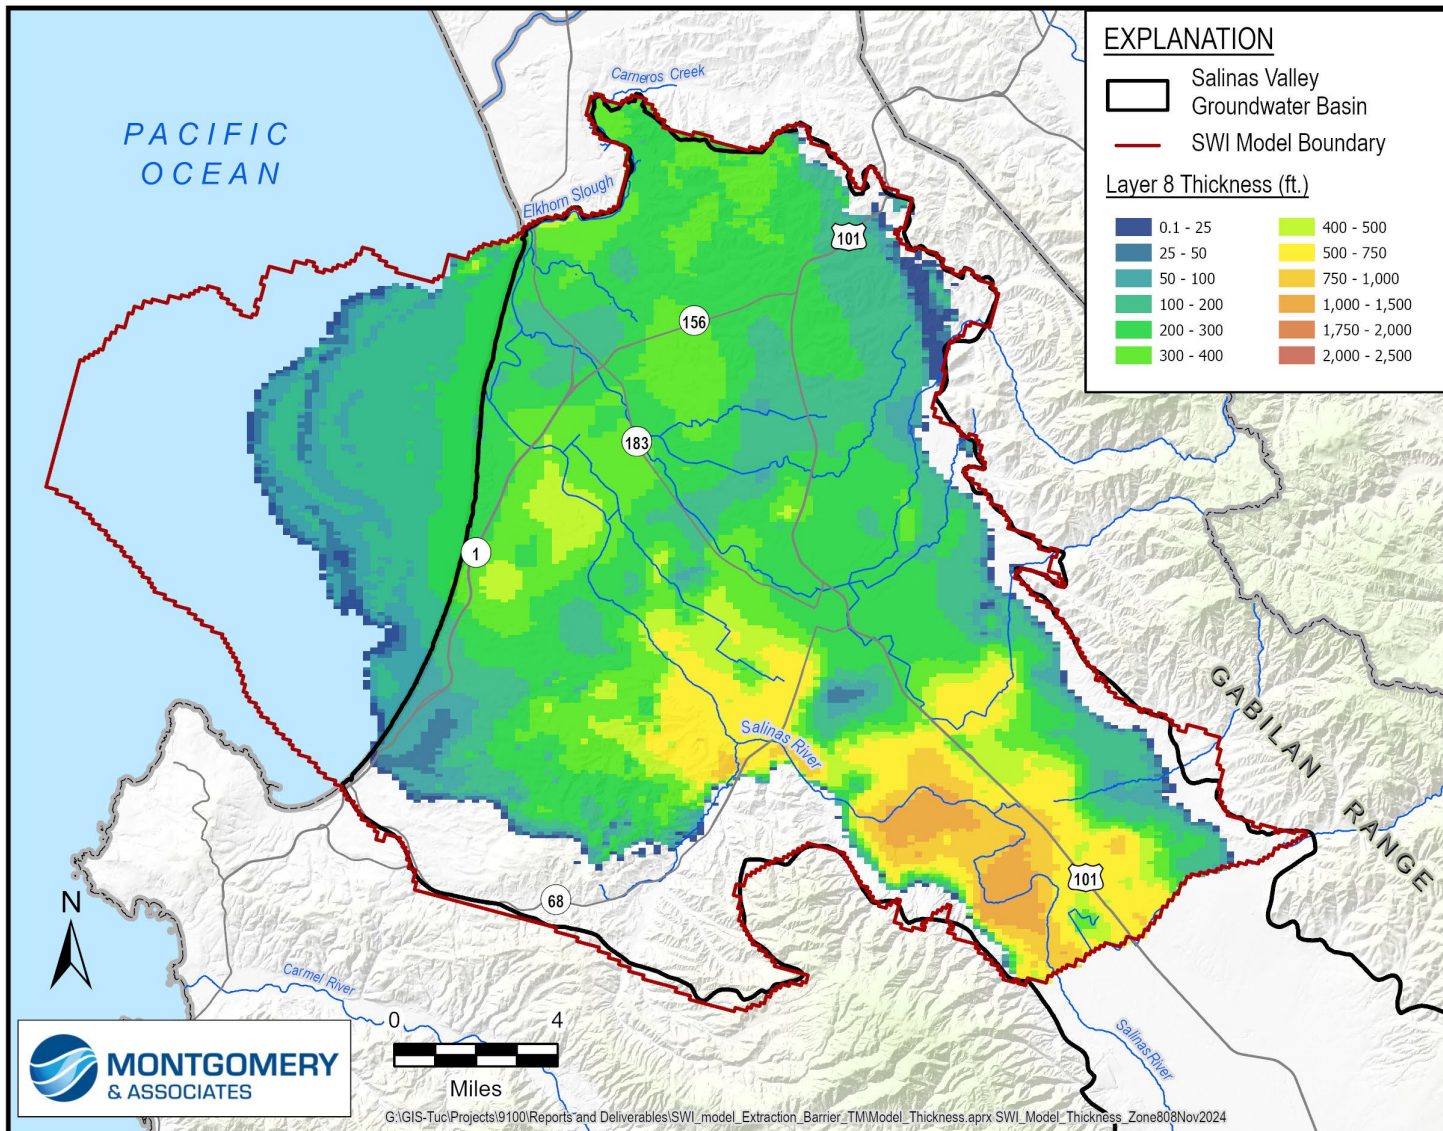 Carneros Creek
PACIFIC
OCEAN
Elkhorn Slough
101
156
183
1
Salinas River
GABILAN RANGE
101
68
N
Carmel River
0 4
Miles
Salinas River
MONTGOMERY
& ASSOCIATES
G:\GIS-Tuc\Projects\9100\Reports and Deliverables\SWI_model_Extraction_Barrier_TM\Model_Thickness.aprx SWI_Model_Thickness_Zone808Nov2024
EXPLANATION
Salinas Valley
Groundwater Basin
SWI Model Boundary
Layer 8 Thickness (ft.)
0.1 - 25
25 - 50
50 - 100
100 - 200
200 - 300
300 - 400
400 - 500
500 - 750
750 - 1,000
1,000 - 1,500
1,750 - 2,000
2,000 - 2,500